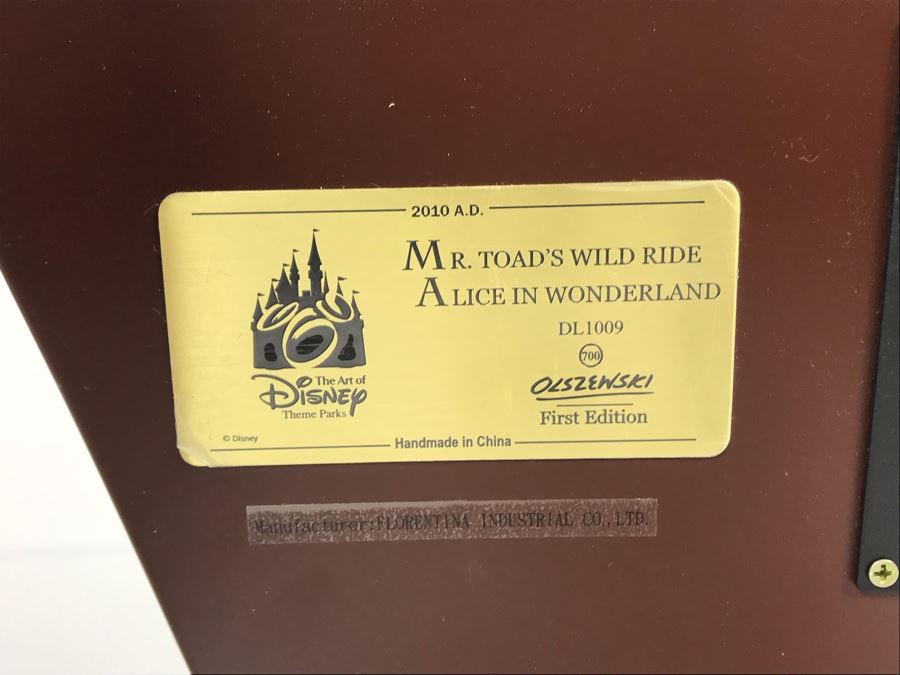 2010 A.D.
MR. TOAD'S WILD RIDE
ALICE IN WONDERLAND
DL1009
700
OLSZEWSKI
First Edition
The Art of
Disney
Theme Parks
© Disney
Handmade in China
Manufacturer:FLORENTINA INDUSTRIAL CO.,LTD.